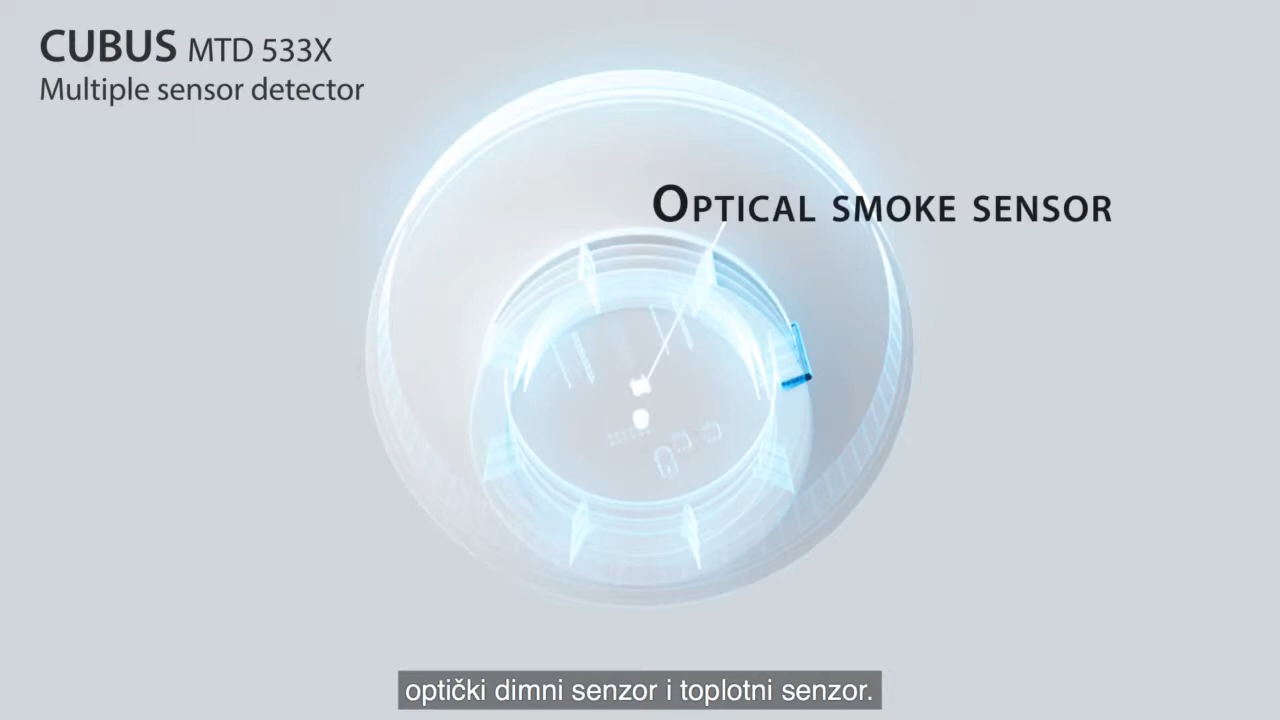 CUBUS MTD 533X
Multiple sensor detector
OPTICAL SMOKE SENSOR
optički dimni senzor i toplotni senzor.